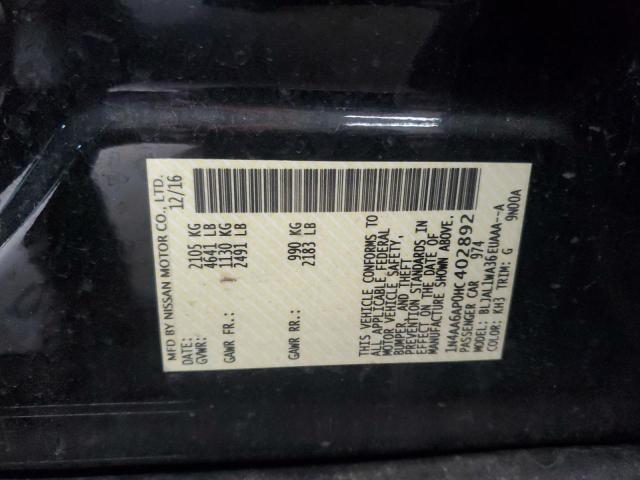 MFD BY NISSAN MOTOR CO., LTD.
12/16
DATE: 2105 KG
GVWR: 4641 LB
GAWR FR.: 1130 KG
2491 LB
GAWR RR.: 990 KG
2183 LB
THIS VEHICLE CONFORMS TO
ALL APPLICABLE FEDERAL
MOTOR VEHICLE SAFETY,
BUMPER, AND THEFT
PREVENTION STANDARDS IN
EFFECT ON THE DATE OF
MANUFACTURE SHOWN ABOVE.
1N4AA6AP0HC402892
PASSENGER CAR 974
MODEL: BLJALLWA36EUAAA--A
COLOR: KH3 TRIM: G 9N00A